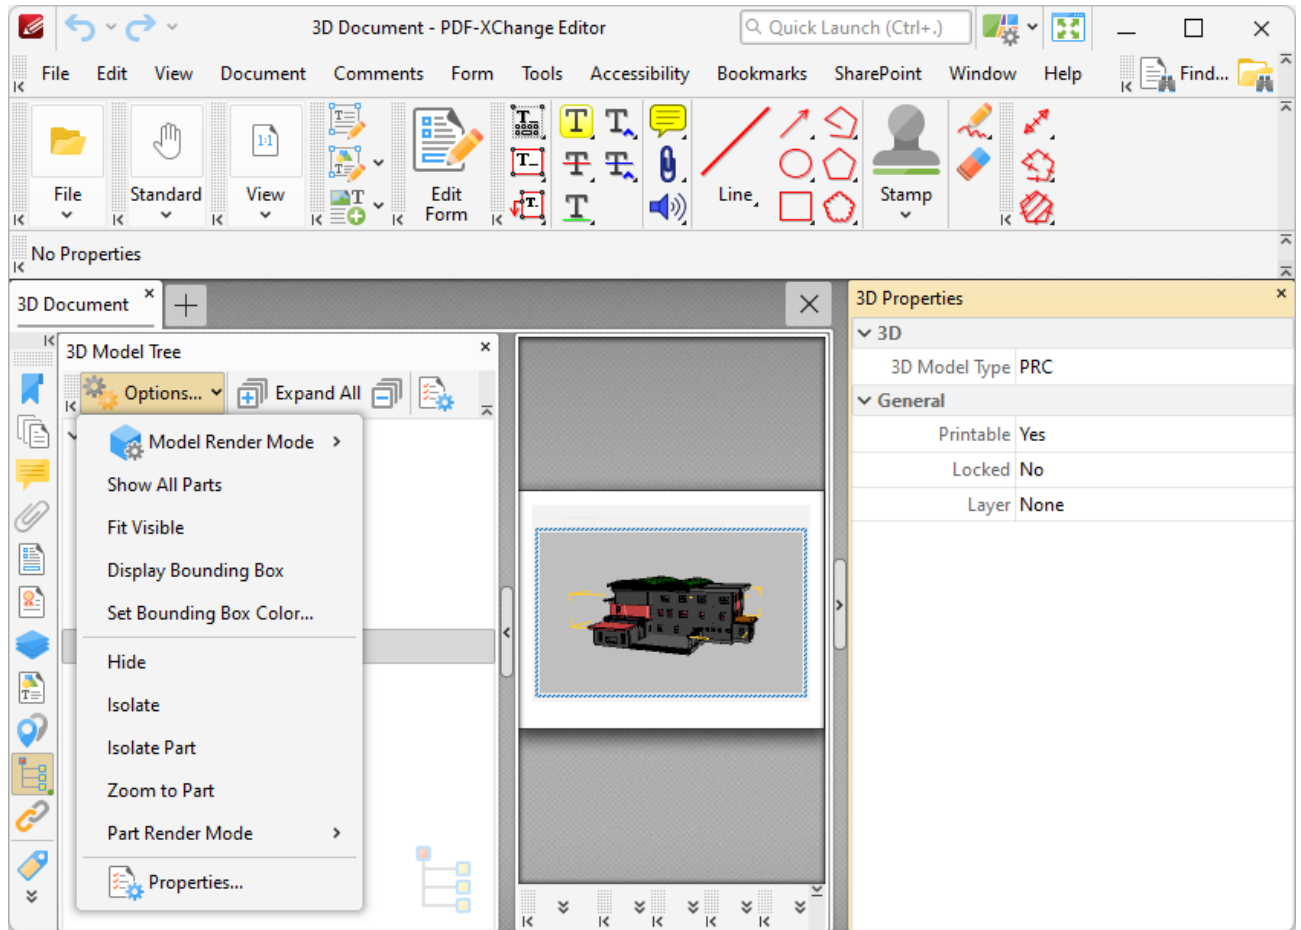 3D Document - PDF-XChange Editor
Quick Launch (Ctrl+.)
File Edit View Document Comments Form Tools Accessibility Bookmarks SharePoint Window Help Find...
File Standard View Edit Form Line Stamp
No Properties
3D Document
3D Properties
3D
3D Model Type PRC
General
Printable Yes
Locked No
Layer None
3D Model Tree
Options... Expand All
Model Render Mode
Show All Parts
Fit Visible
Display Bounding Box
Set Bounding Box Color...
Hide
Isolate
Isolate Part
Zoom to Part
Part Render Mode
Properties...